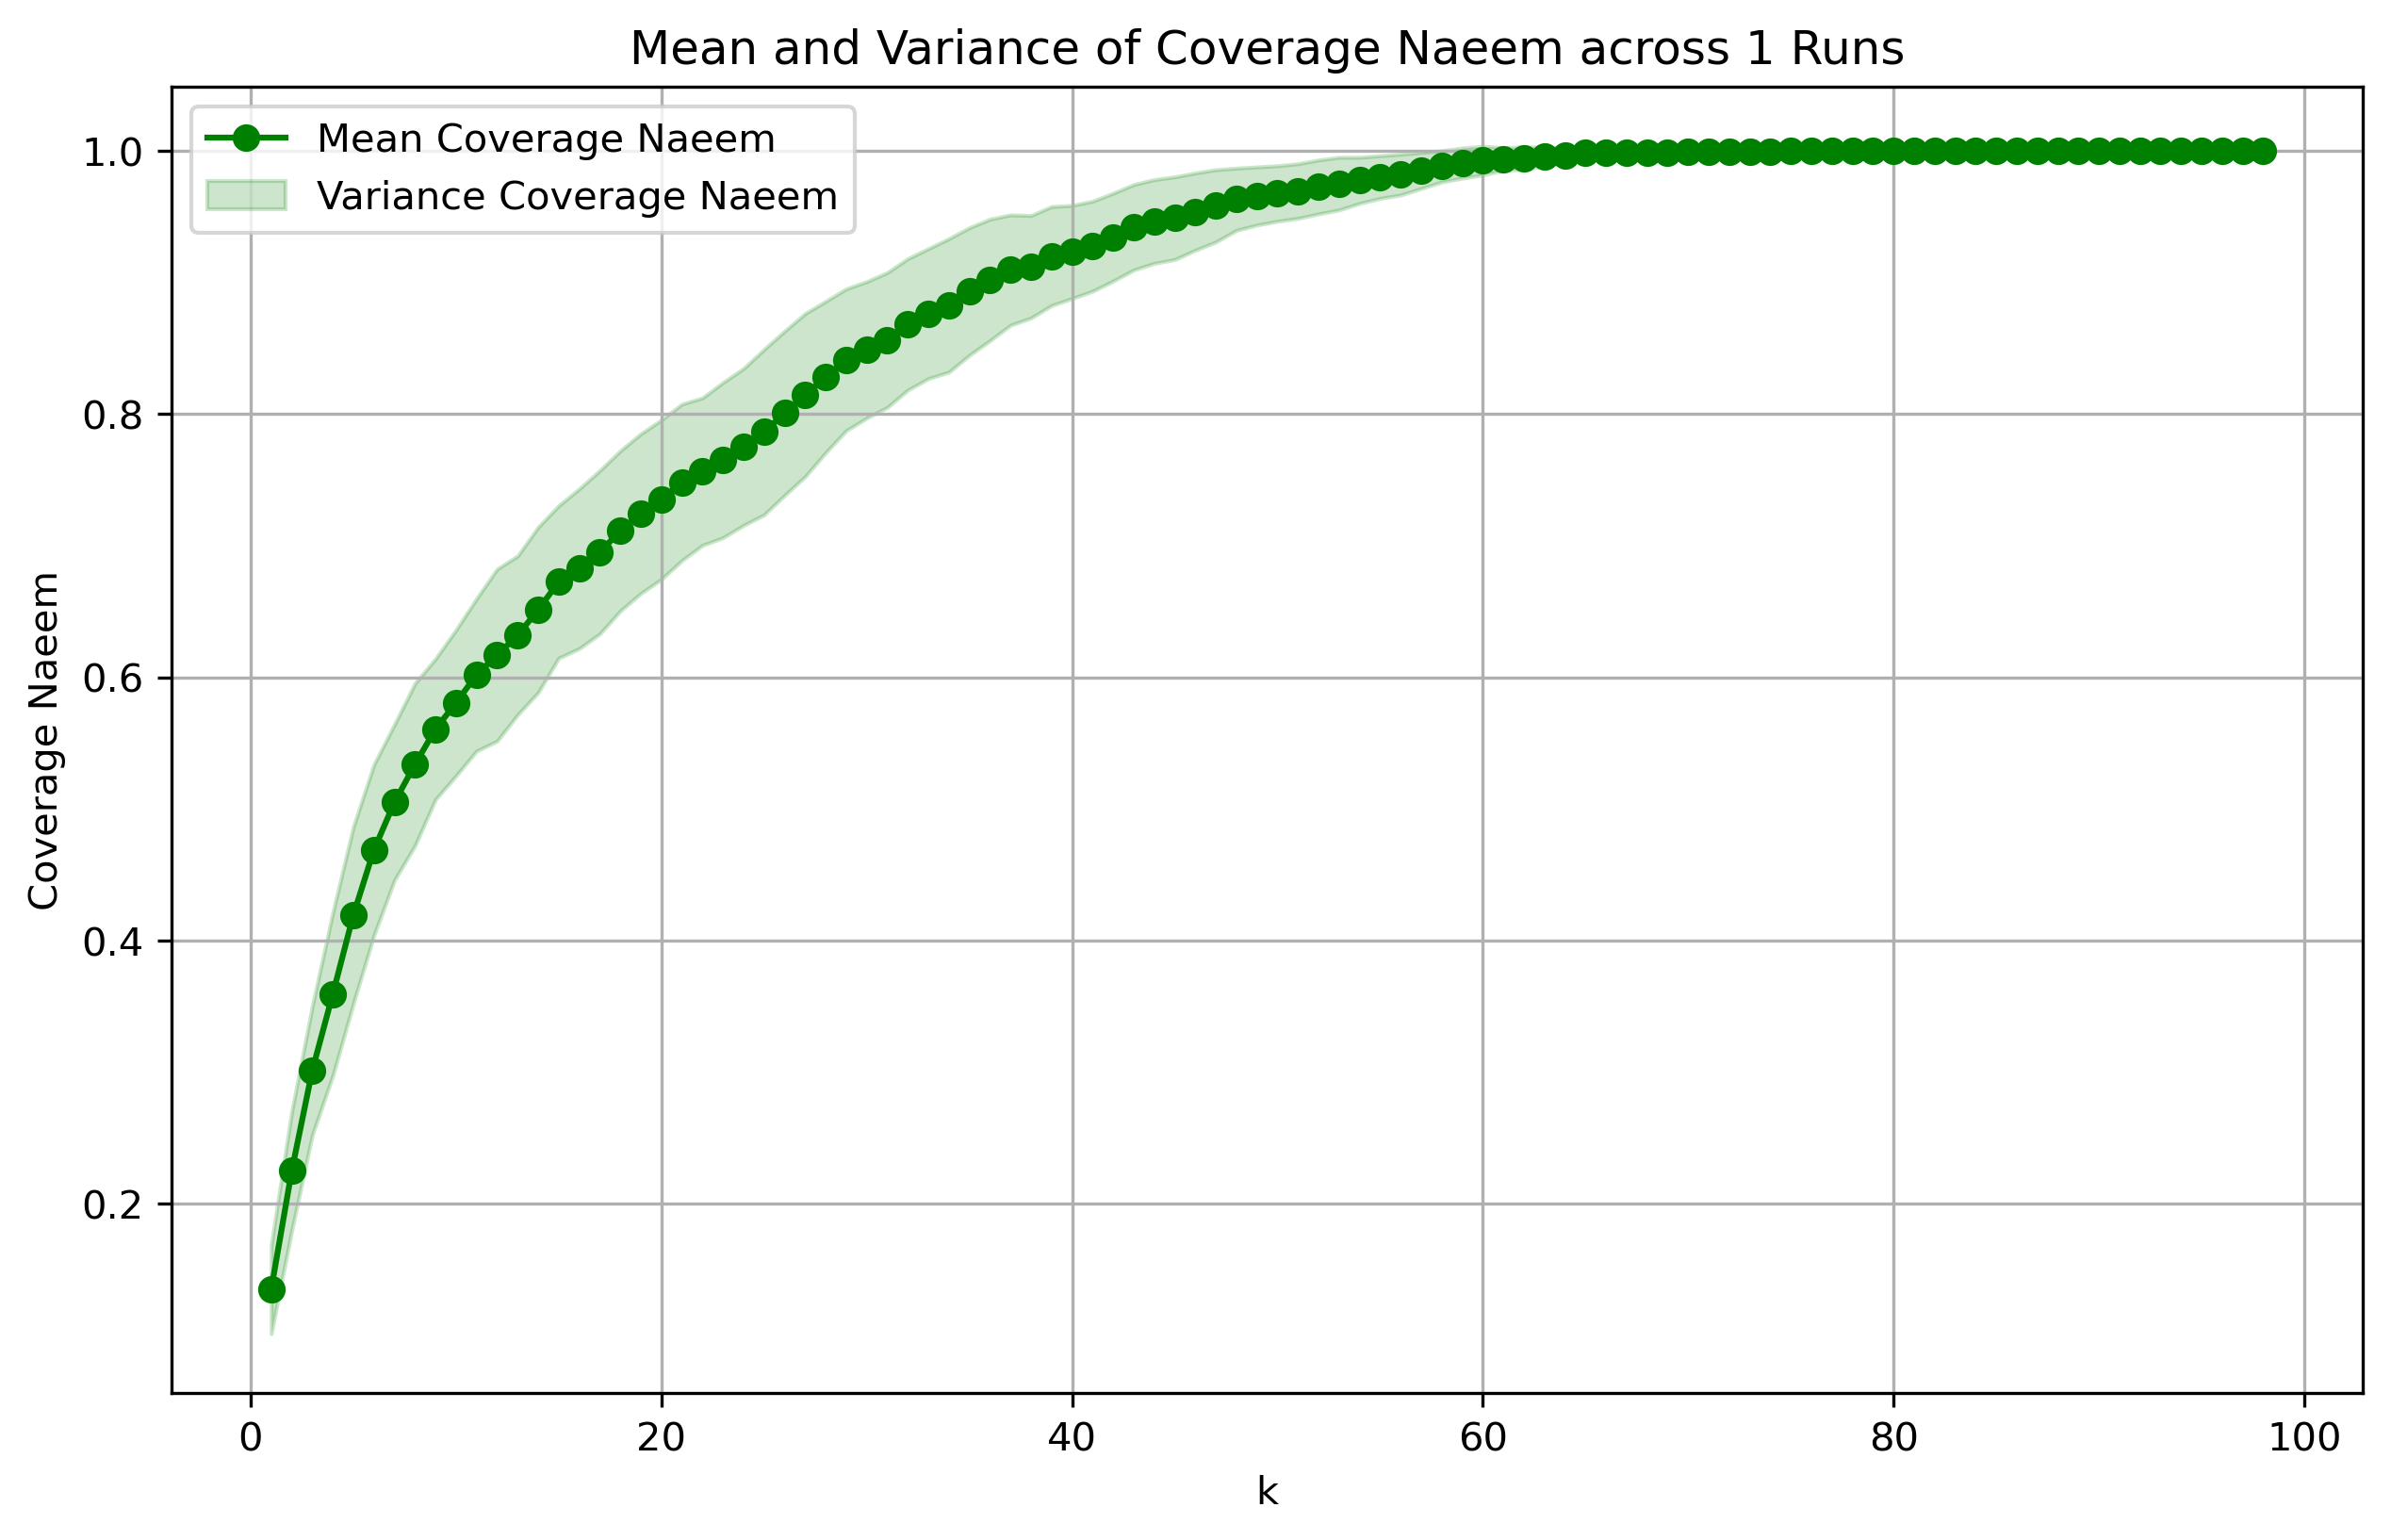 Mean and Variance of Coverage Naeem across 1 Runs
Mean Coverage Naeem
Variance Coverage Naeem
Coverage Naeem
1.0
0.8
0.6
0.4
0.2
0
20
40
60
80
100
k